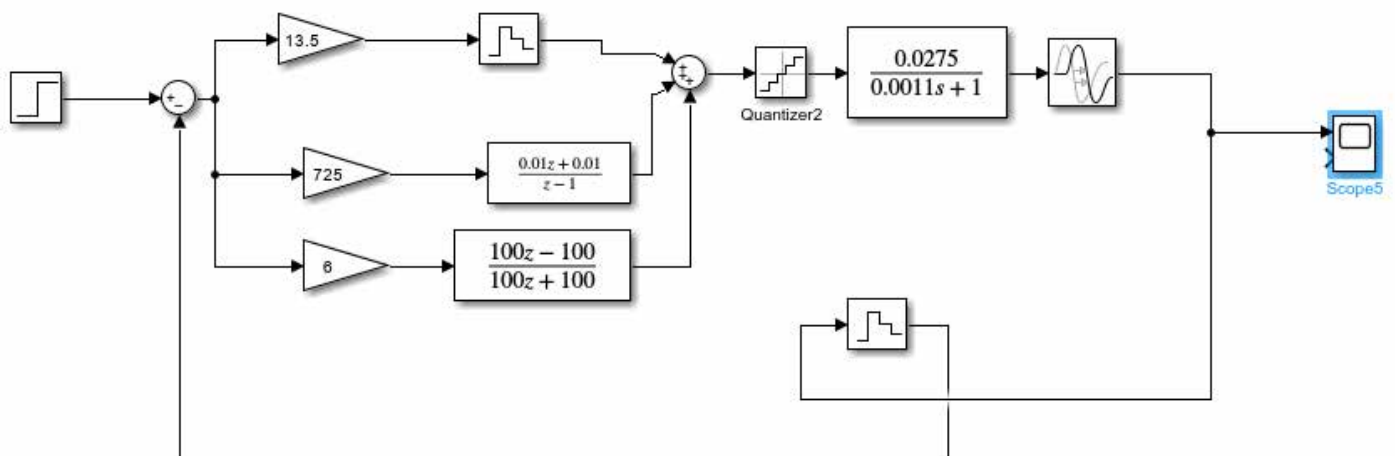 13.5
+
−
+
+
+
Quantizer2
0.0275
0.0011s + 1
Scope5
725
0.01z + 0.01
z − 1
6
100z − 100
100z + 100